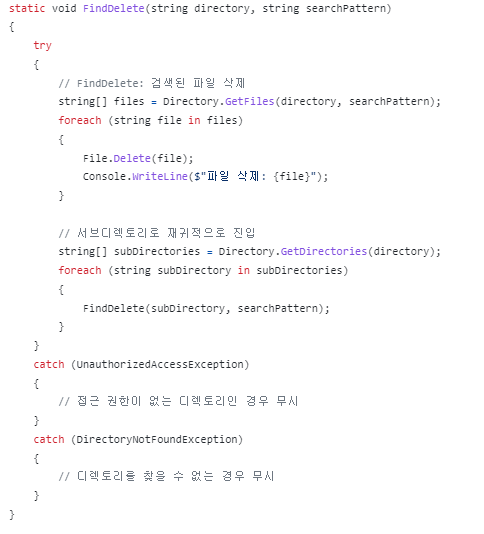 static void FindDelete(string directory, string searchPattern)
{
    try
    {
        // FindDelete: 검색된 파일 삭제
        string[] files = Directory.GetFiles(directory, searchPattern);
        foreach (string file in files)
        {
            File.Delete(file);
            Console.WriteLine($"파일 삭제: {file}");
        }

        // 서브디렉토리로 재귀적으로 진입
        string[] subDirectories = Directory.GetDirectories(directory);
        foreach (string subDirectory in subDirectories)
        {
            FindDelete(subDirectory, searchPattern);
        }
    }
    catch (UnauthorizedAccessException)
    {
        // 접근 권한이 없는 디렉토리인 경우 무시
    }
    catch (DirectoryNotFoundException)
    {
        // 디렉토리를 찾을 수 없는 경우 무시
    }
}